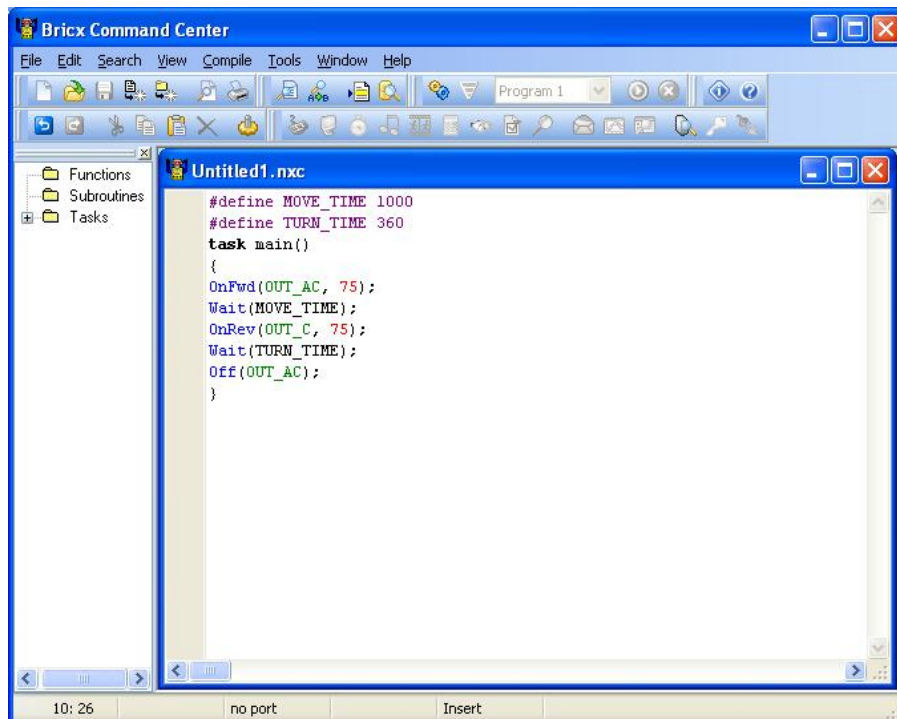 Bricx Command Center
File Edit Search View Compile Tools Window Help
Program 1
Functions
Subroutines
Tasks
Untitled1.nxc
#define MOVE_TIME 1000
#define TURN_TIME 360
task main()
{
OnFwd(OUT_AC, 75);
Wait(MOVE_TIME);
OnRev(OUT_C, 75);
Wait(TURN_TIME);
Off(OUT_AC);
}
10: 26 no port Insert